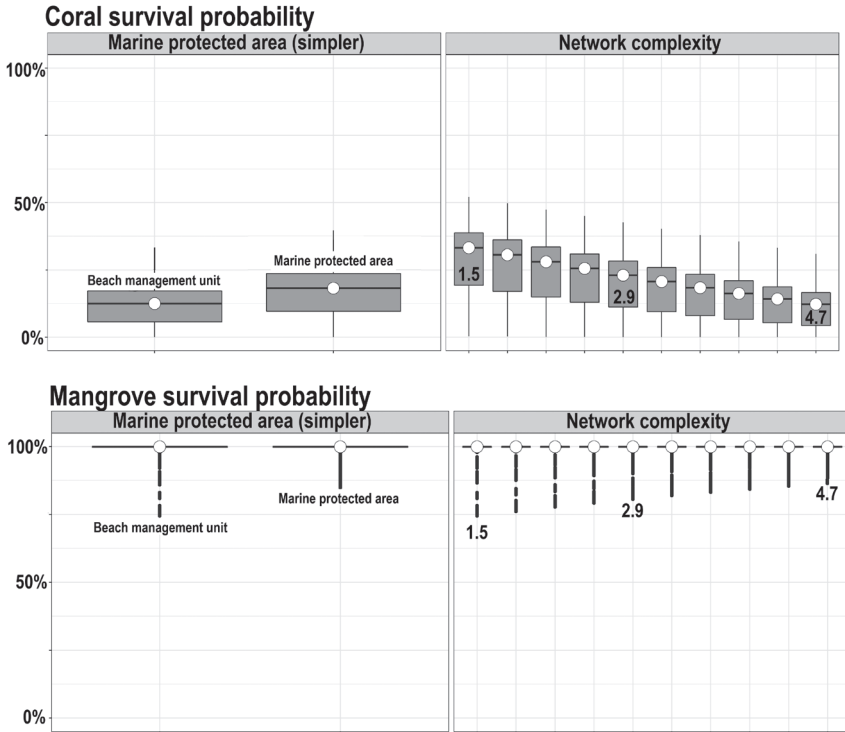 Coral survival probability
Marine protected area (simpler)
Network complexity
100%
50%
0%
Beach management unit
Marine protected area
1.5
2.9
4.7
Mangrove survival probability
Marine protected area (simpler)
Network complexity
100%
50%
0%
Marine protected area
Beach management unit
4.7
2.9
1.5